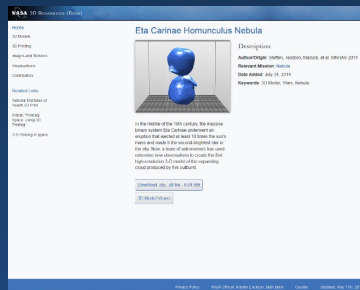 NASA 3D Resources (Beta)
Home
3D Models
3D Printing
Images and Textures
Visualizations
Contributors
Related Links
National Institutes of
Health 3D Print
Article: "Printing
Space: Using 3D
Printing"
3-D Printing in space
Eta Carinae Homunculus Nebula
Description
Author/Origin: Steffen, Teodoro, Madura, et al. MNRAS 2014
Relevant Mission: Nebula
Date Added: July 24, 2014
Keywords: 3D Model, Stars, Nebula
In the middle of the 19th century, the massive
binary system Eta Carinae underwent an
eruption that ejected at least 10 times the sun's
mass and made it the second brightest star in
the sky. Now, a team of astronomers has used
extensive new observations to create the first
high-resolution 3-D model of the expanding
cloud produced by this outburst.
Download .stl
3D Model Viewer
Privacy Policy
NASA Official:
Curator:
Updated: May